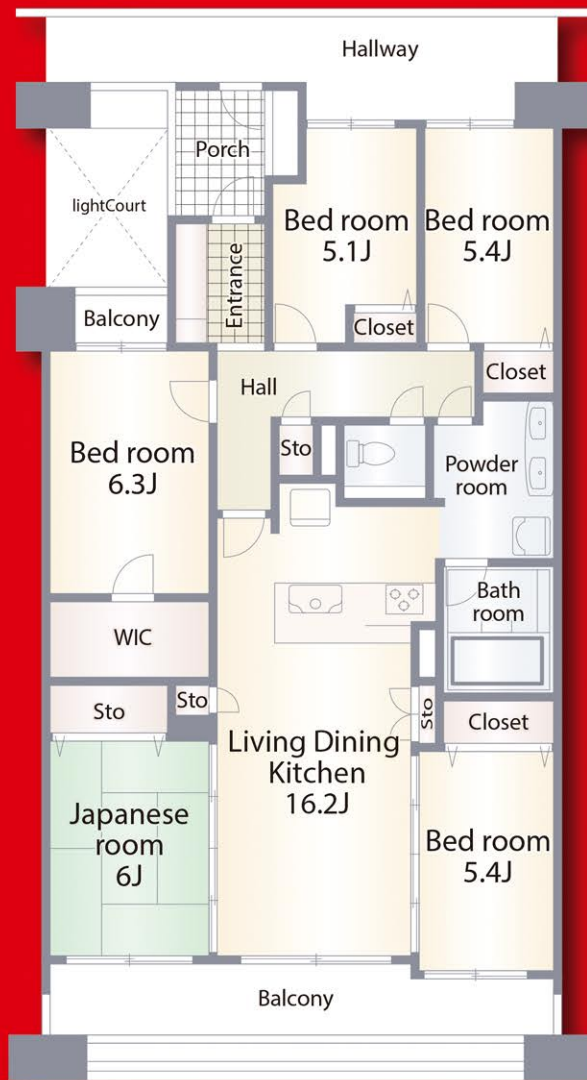 Hallway
Porch
lightCourt
Bed room
5.1J
Bed room
5.4J
Entrance
Balcony
Closet
Closet
Hall
Bed room
6.3J
Sto
Powder
room
Bath
room
WIC
Sto
Sto
Sto
Closet
Living Dining
Kitchen
16.2J
Japanese
room
6J
Bed room
5.4J
Balcony